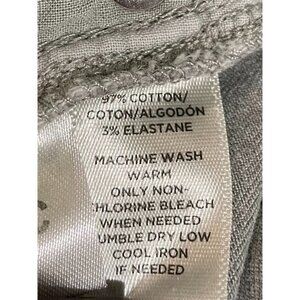 97% COTTON/
COTON/ALGODÓN
3% ELASTANE
MACHINE WASH
WARM
ONLY NON-
CHLORINE BLEACH
WHEN NEEDED
UMBLE DRY LOW
COOL IRON
IF NEEDED